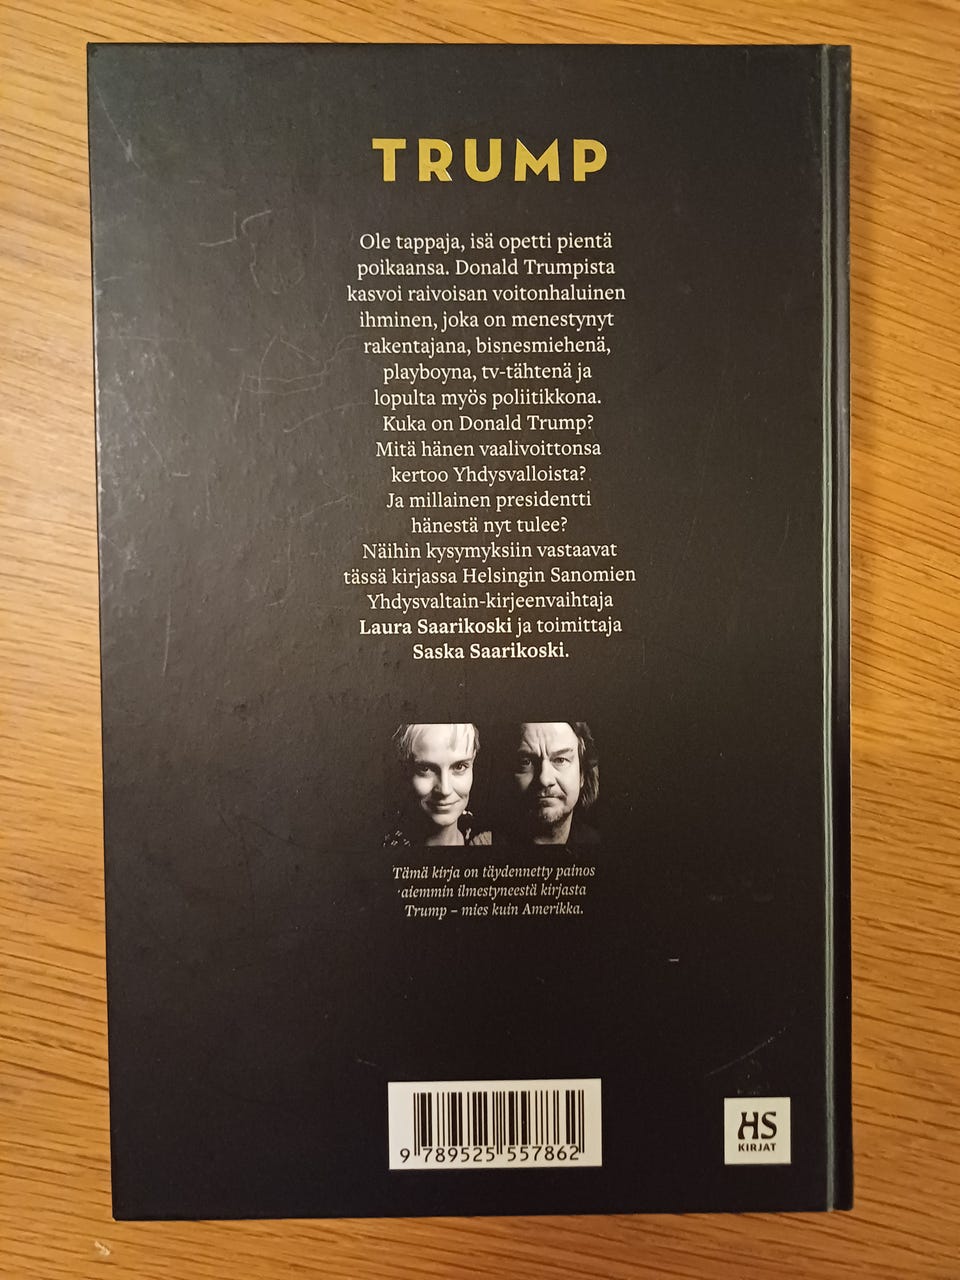 TRUMP
Ole tappaja, isä opetti pientä
poikaansa. Donald Trumpista
kasvoi raivoisan voitonhaluinen
ihminen, joka on menestynyt
rakentajana, bisnesmiehenä,
playboyna, tv-tähtenä ja
lopulta myös poliitikkona.
Kuka on Donald Trump?
Mitä hänen vaalivoittonsa
kertoo Yhdysvalloista?
Ja millainen presidentti
hänestä nyt tulee?
Näihin kysymyksiin vastaavat
tässä kirjassa Helsingin Sanomien
Yhdysvaltain-kirjeenvaihtaja
Laura Saarikoski ja toimittaja
Saska Saarikoski.
Tämä kirja on täydennetty painos
aiemmin ilmestyneestä kirjasta
Trump – mies kuin Amerikka.
9 789525 557862
HS
KIRJAT